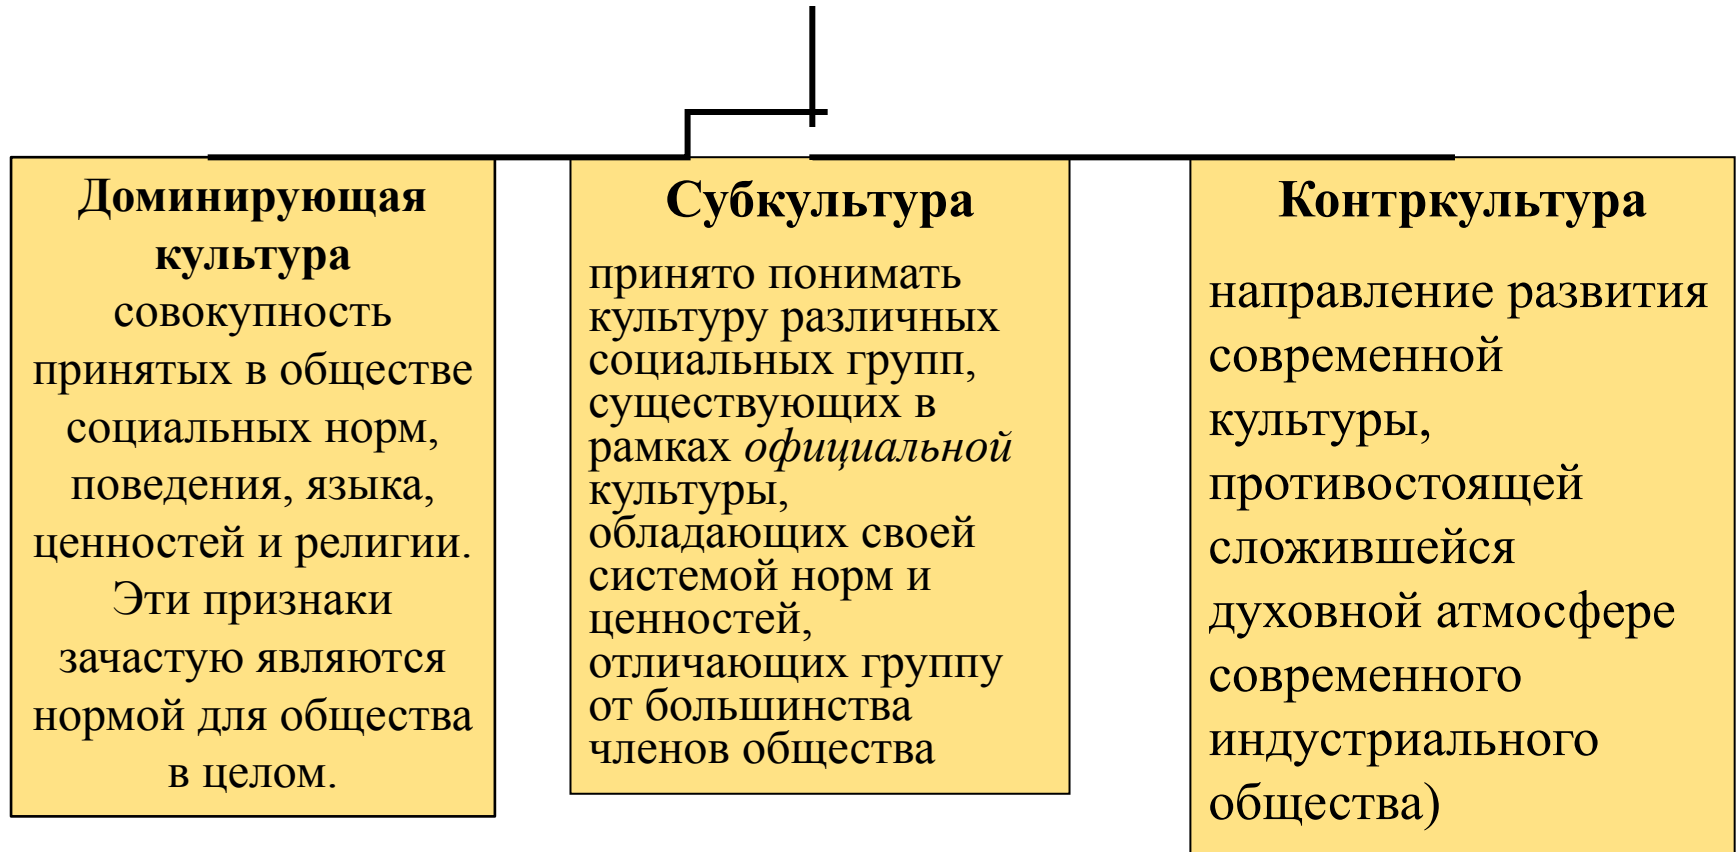 Доминирующая
культура
совокупность
принятых в обществе
социальных норм,
поведения, языка,
ценностей и религии.
Эти признаки
зачастую являются
нормой для общества
в целом.
Субкультура
принято понимать
культуру различных
социальных групп,
существующих в
рамках официальной
культуры,
обладающих своей
системой норм и
ценностей,
отличающих группу
от большинства
членов общества
Контркультура
направление развития
современной
культуры,
противостоящей
сложившейся
духовной атмосфере
современного
индустриального
общества)